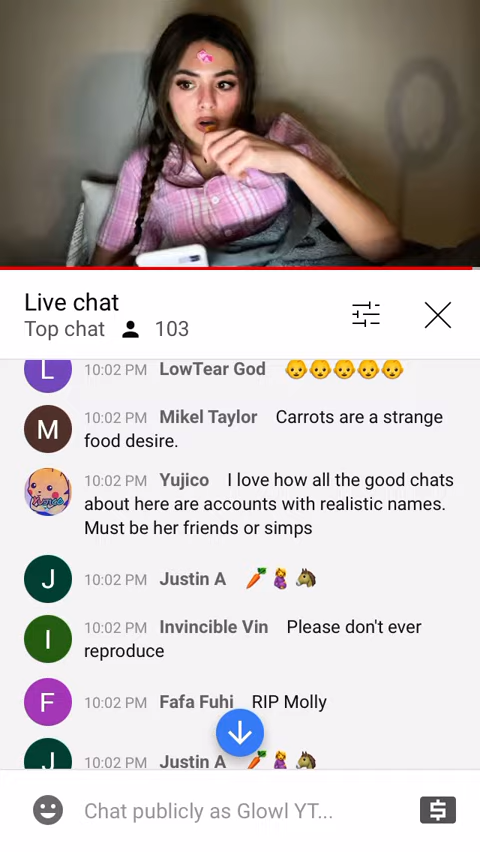 Live chat
Top chat 103
L 10:02 PM LowTear God
M 10:02 PM Mikel Taylor Carrots are a strange
food desire.
10:02 PM Yujico I love how all the good chats
about here are accounts with realistic names.
Must be her friends or simps
J 10:02 PM Justin A
I 10:02 PM Invincible Vin Please don't ever
reproduce
F 10:02 PM Fafa Fuhi RIP Molly
J 10:02 PM Justin A
Chat publicly as Glowl YT...